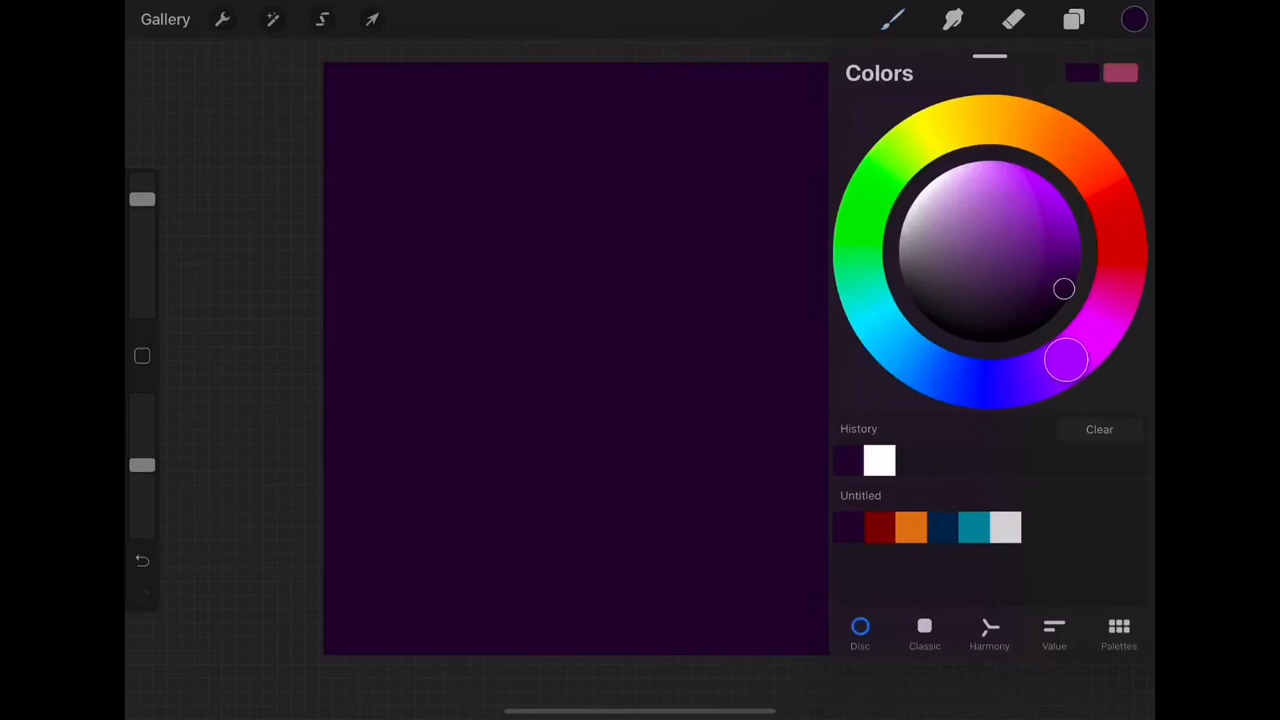 Gallery
Colors
History
Clear
Untitled
Disc
Classic
Harmony
Value
Palettes